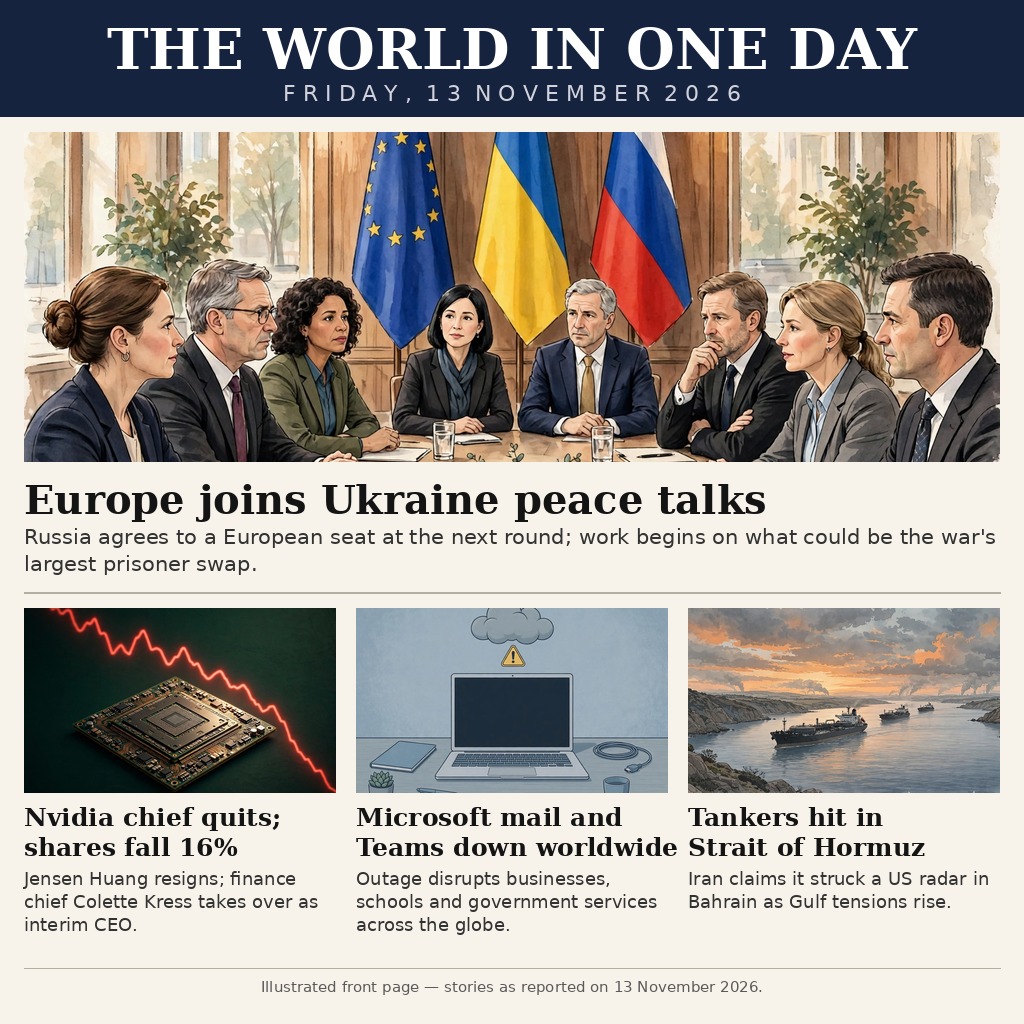 THE WORLD IN ONE DAY
FRIDAY, 13 NOVEMBER 2026
Europe joins Ukraine peace talks
Russia agrees to a European seat at the next round; work begins on what could be the war's
largest prisoner swap.
Nvidia chief quits;
shares fall 16%
Jensen Huang resigns; finance
chief Colette Kress takes over as
interim CEO.
Microsoft mail and
Teams down worldwide
Outage disrupts businesses,
schools and government services
across the globe.
Tankers hit in
Strait of Hormuz
Iran claims it struck a US radar in
Bahrain as Gulf tensions rise.
Illustrated front page — stories as reported on 13 November 2026.